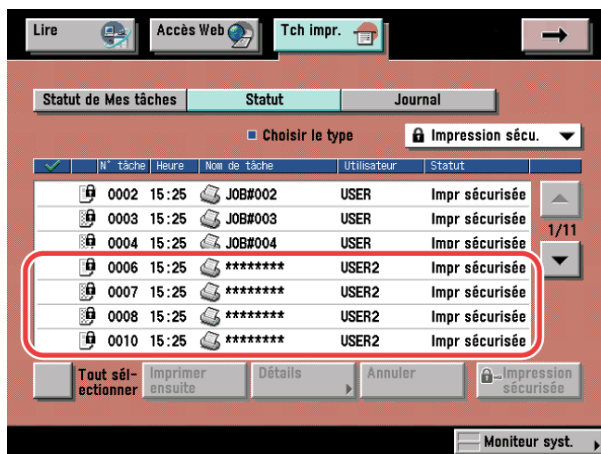 Lire Accès Web Tch impr.
Statut de Mes tâches Statut Journal
Choisir le type Impression sécu.
N° tâche Heure Nom de tâche Utilisateur Statut
0002 15:25 JOB#002 USER Impr sécurisée
0003 15:25 JOB#003 USER Impr sécurisée
0004 15:25 JOB#004 USER Impr sécurisée
1/11
0006 15:25 ******** USER2 Impr sécurisée
0007 15:25 ******** USER2 Impr sécurisée
0008 15:25 ******** USER2 Impr sécurisée
0010 15:25 ******** USER2 Impr sécurisée
Tout sél-
ectionner
Imprimer
ensuite
Détails
Annuler
Impression
sécurisée
Moniteur syst.